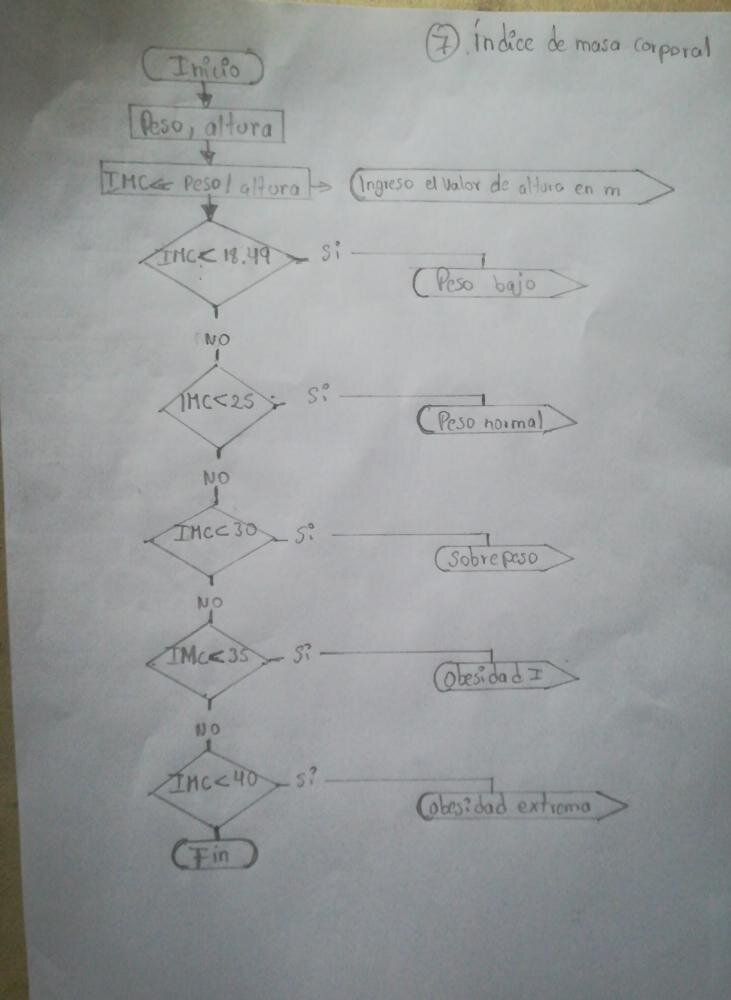 7. Índice de masa corporal
Inicio
Peso, altura
IMC<< Peso/altura
Ingreso el valor de altura en m
IMC<18.49
Si
Peso bajo
NO
IMC<25
Si
Peso normal
NO
IMC<30
Si
Sobrepeso
NO
IMC<35
Si
Obesidad I
NO
IMC<40
Si
Obesidad extrema
Fin